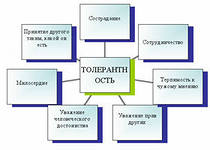 Сострадание
Принятие другого
таким, какой он
есть
Сотрудничество
ТОЛЕРАНТН
ОСТЬ
Милосердие
Терпимость к
чужому мнению
Уважение
человеческого
достоинства
Уважение прав
других